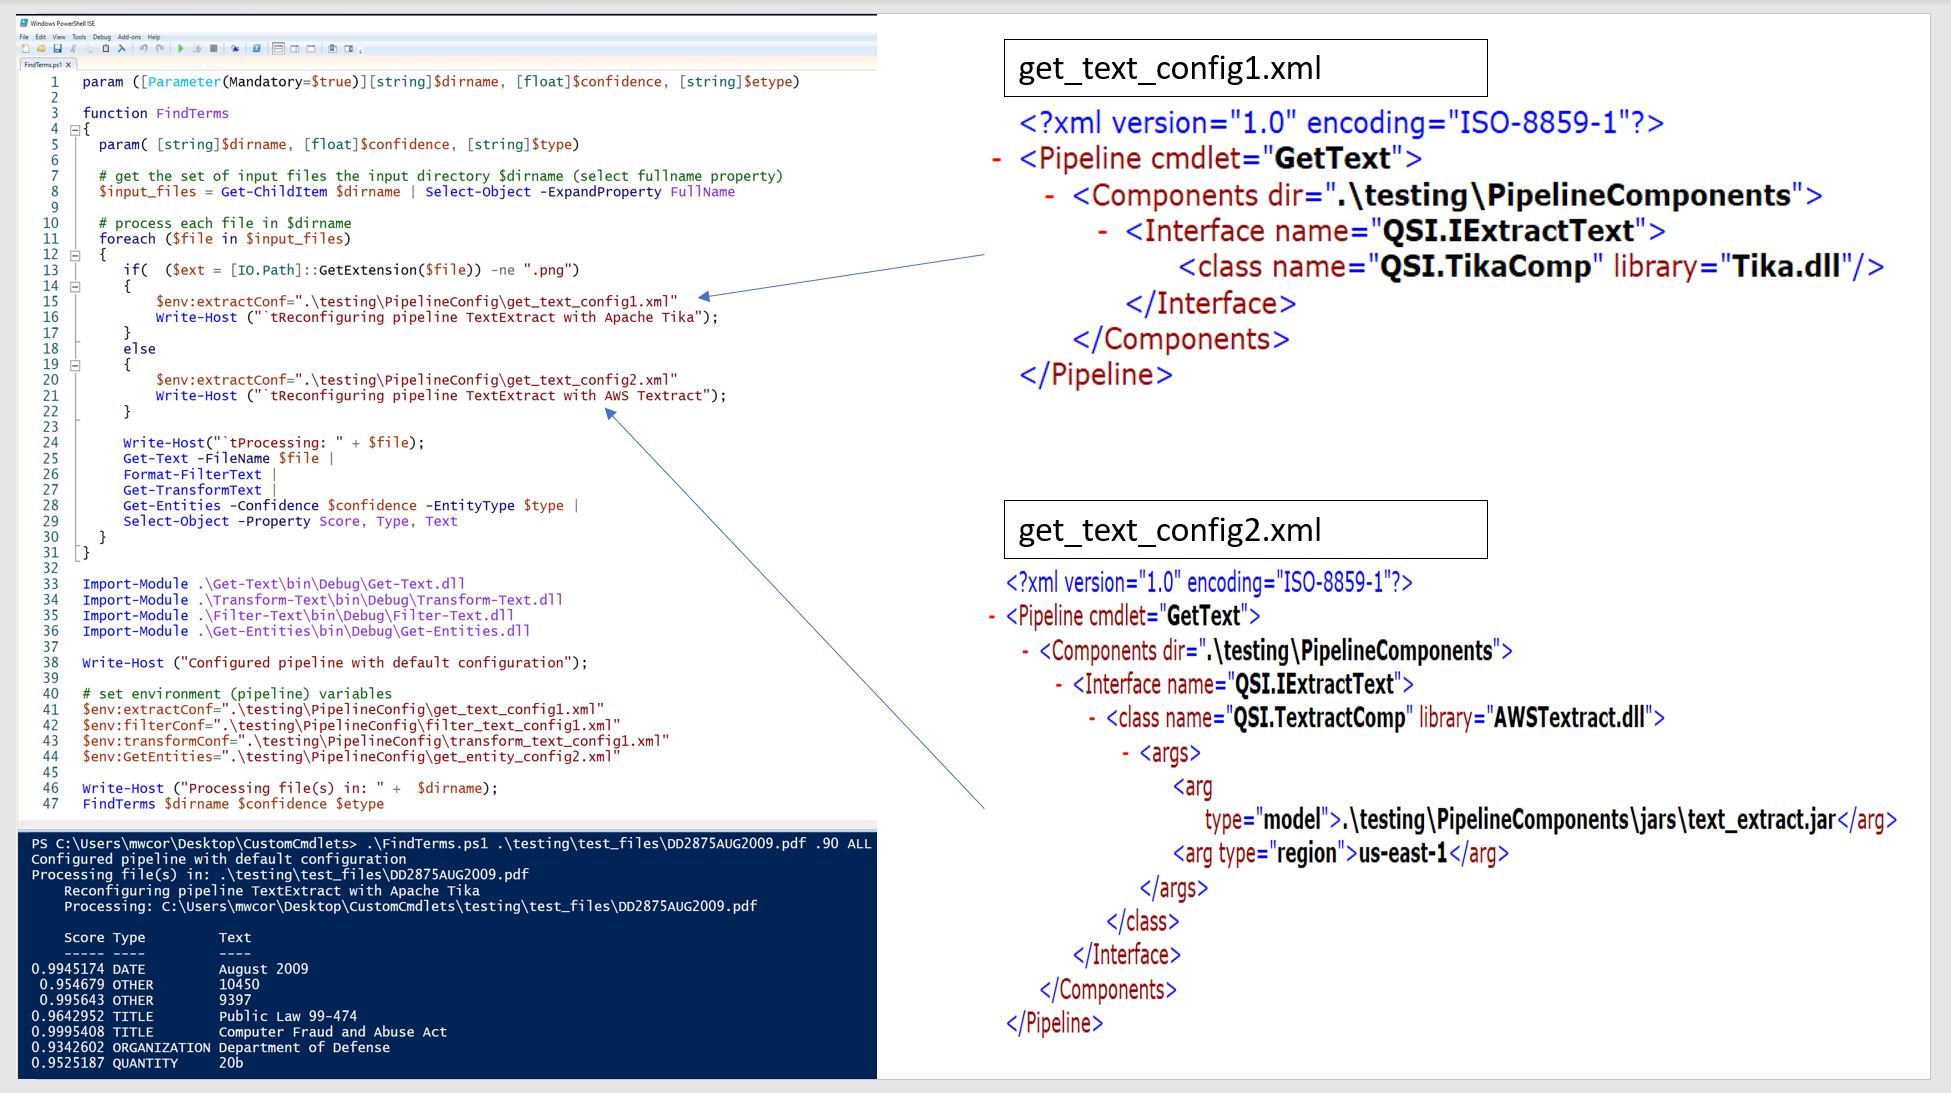 Windows PowerShell ISE
File Edit View Tools Debug Add-ons Help
FindTerms.ps1 X
1 param ([Parameter(Mandatory=$true)][string]$dirname, [float]$confidence, [string]$etype)
2
3 function FindTerms
4 {
5 param( [string]$dirname, [float]$confidence, [string]$type)
6
7 # get the set of input files the input directory $dirname (select fullname property)
8 $input_files = Get-ChildItem $dirname | Select-Object -ExpandProperty FullName
9
10 # process each file in $dirname
11 foreach ($file in $input_files)
12 {
13 if( ($ext = [IO.Path]::GetExtension($file)) -ne ".png")
14 {
15 $env:extractConf=".\testing\PipelineConfig\get_text_config1.xml"
16 Write-Host ("`tReconfiguring pipeline TextExtract with Apache Tika");
17 }
18 else
19 {
20 $env:extractConf=".\testing\PipelineConfig\get_text_config2.xml"
21 Write-Host ("`tReconfiguring pipeline TextExtract with AWS Textract");
22 }
23
24 Write-Host("`tProcessing: " + $file);
25 Get-Text -FileName $file |
26 Format-FilterText |
27 Get-TransformText |
28 Get-Entities -Confidence $confidence -EntityType $type |
29 Select-Object -Property Score, Type, Text
30 }
31 }
32
33 Import-Module .\Get-Text\bin\Debug\Get-Text.dll
34 Import-Module .\Transform-Text\bin\Debug\Transform-Text.dll
35 Import-Module .\Filter-Text\bin\Debug\Filter-Text.dll
36 Import-Module .\Get-Entities\bin\Debug\Get-Entities.dll
37
38 Write-Host ("Configured pipeline with default configuration");
39
40 # set environment (pipeline) variables
41 $env:extractConf=".\testing\PipelineConfig\get_text_config1.xml"
42 $env:filterConf=".\testing\PipelineConfig\filter_text_config1.xml"
43 $env:transformConf=".\testing\PipelineConfig\transform_text_config1.xml"
44 $env:GetEntities=".\testing\PipelineConfig\get_entity_config2.xml"
45
46 Write-Host ("Processing file(s) in: " + $dirname);
47 FindTerms $dirname $confidence $etype
PS C:\Users\mwcor\Desktop\CustomCmdlets> .\FindTerms.ps1 .\testing\test_files\DD2875AUG2009.pdf .90 ALL
Configured pipeline with default configuration
Processing file(s) in: .\testing\test_files\DD2875AUG2009.pdf
Reconfiguring pipeline TextExtract with Apache Tika
Processing: C:\Users\mwcor\Desktop\CustomCmdlets\testing\test_files\DD2875AUG2009.pdf
Score Type Text
----- ---- ----
0.9945174 DATE August 2009
0.954679 OTHER 10450
0.995643 OTHER 9397
0.9642952 TITLE Public Law 99-474
0.9995408 TITLE Computer Fraud and Abuse Act
0.9342602 ORGANIZATION Department of Defense
0.9525187 QUANTITY 20b
get_text_config1.xml
<?xml version="1.0" encoding="ISO-8859-1"?>
- <Pipeline cmdlet="GetText">
- <Components dir=".\testing\PipelineComponents">
- <Interface name="QSI.IExtractText">
<class name="QSI.TikaComp" library="Tika.dll"/>
</Interface>
</Components>
</Pipeline>
get_text_config2.xml
<?xml version="1.0" encoding="ISO-8859-1"?>
- <Pipeline cmdlet="GetText">
- <Components dir=".\testing\PipelineComponents">
- <Interface name="QSI.IExtractText">
- <class name="QSI.TextractComp" library="AWSTextract.dll">
- <args>
<arg
type="model">.\testing\PipelineComponents\jars\text_extract.jar</arg>
<arg type="region">us-east-1</arg>
</args>
</class>
</Interface>
</Components>
</Pipeline>